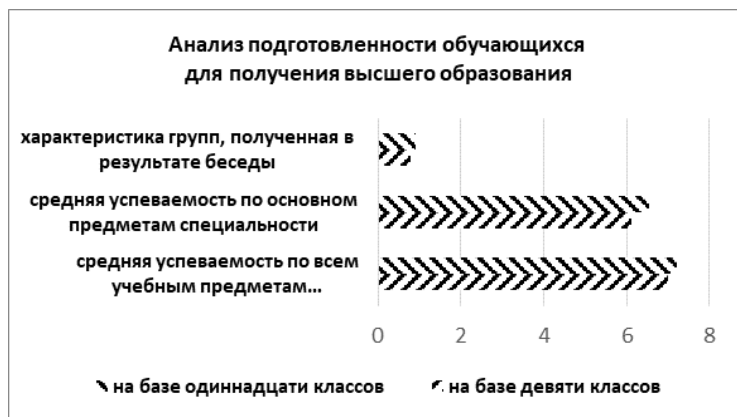 Анализ подготовленности обучающихся
для получения высшего образования
характеристика групп, полученная в
результате беседы
средняя успеваемость по основном
предметам специальности
средняя успеваемость по всем
учебным предметам...
0 2 4 6 8
на базе одиннадцати классов на базе девяти классов